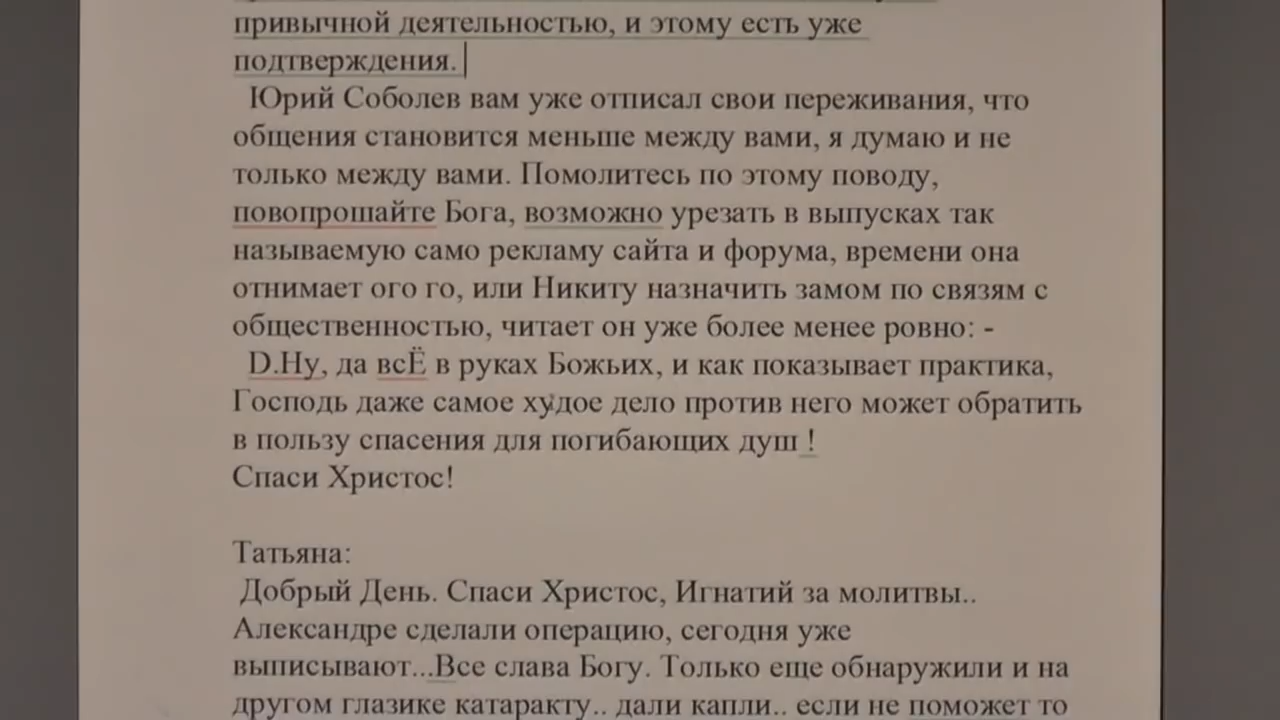 привычной деятельностью, и этому есть уже
подтверждения.
Юрий Соболев вам уже отписал свои переживания, что
общения становится меньше между вами, я думаю и не
только между вами. Помолитесь по этому поводу,
повопрошайте Бога, возможно урезать в выпусках так
называемую само рекламу сайта и форума, времени она
отнимает ого го, или Никиту назначить замом по связям с
общественностью, читает он уже более менее ровно: -
D.Ну, да всЁ в руках Божьих, и как показывает практика,
Господь даже самое худое дело против него может обратить
в пользу спасения для погибающих душ !
Спаси Христос!
Татьяна:
Добрый День. Спаси Христос, Игнатий за молитвы..
Александре сделали операцию, сегодня уже
выписывают...Все слава Богу. Только еще обнаружили и на
другом глазике катаракту.. дали капли.. если не поможет то